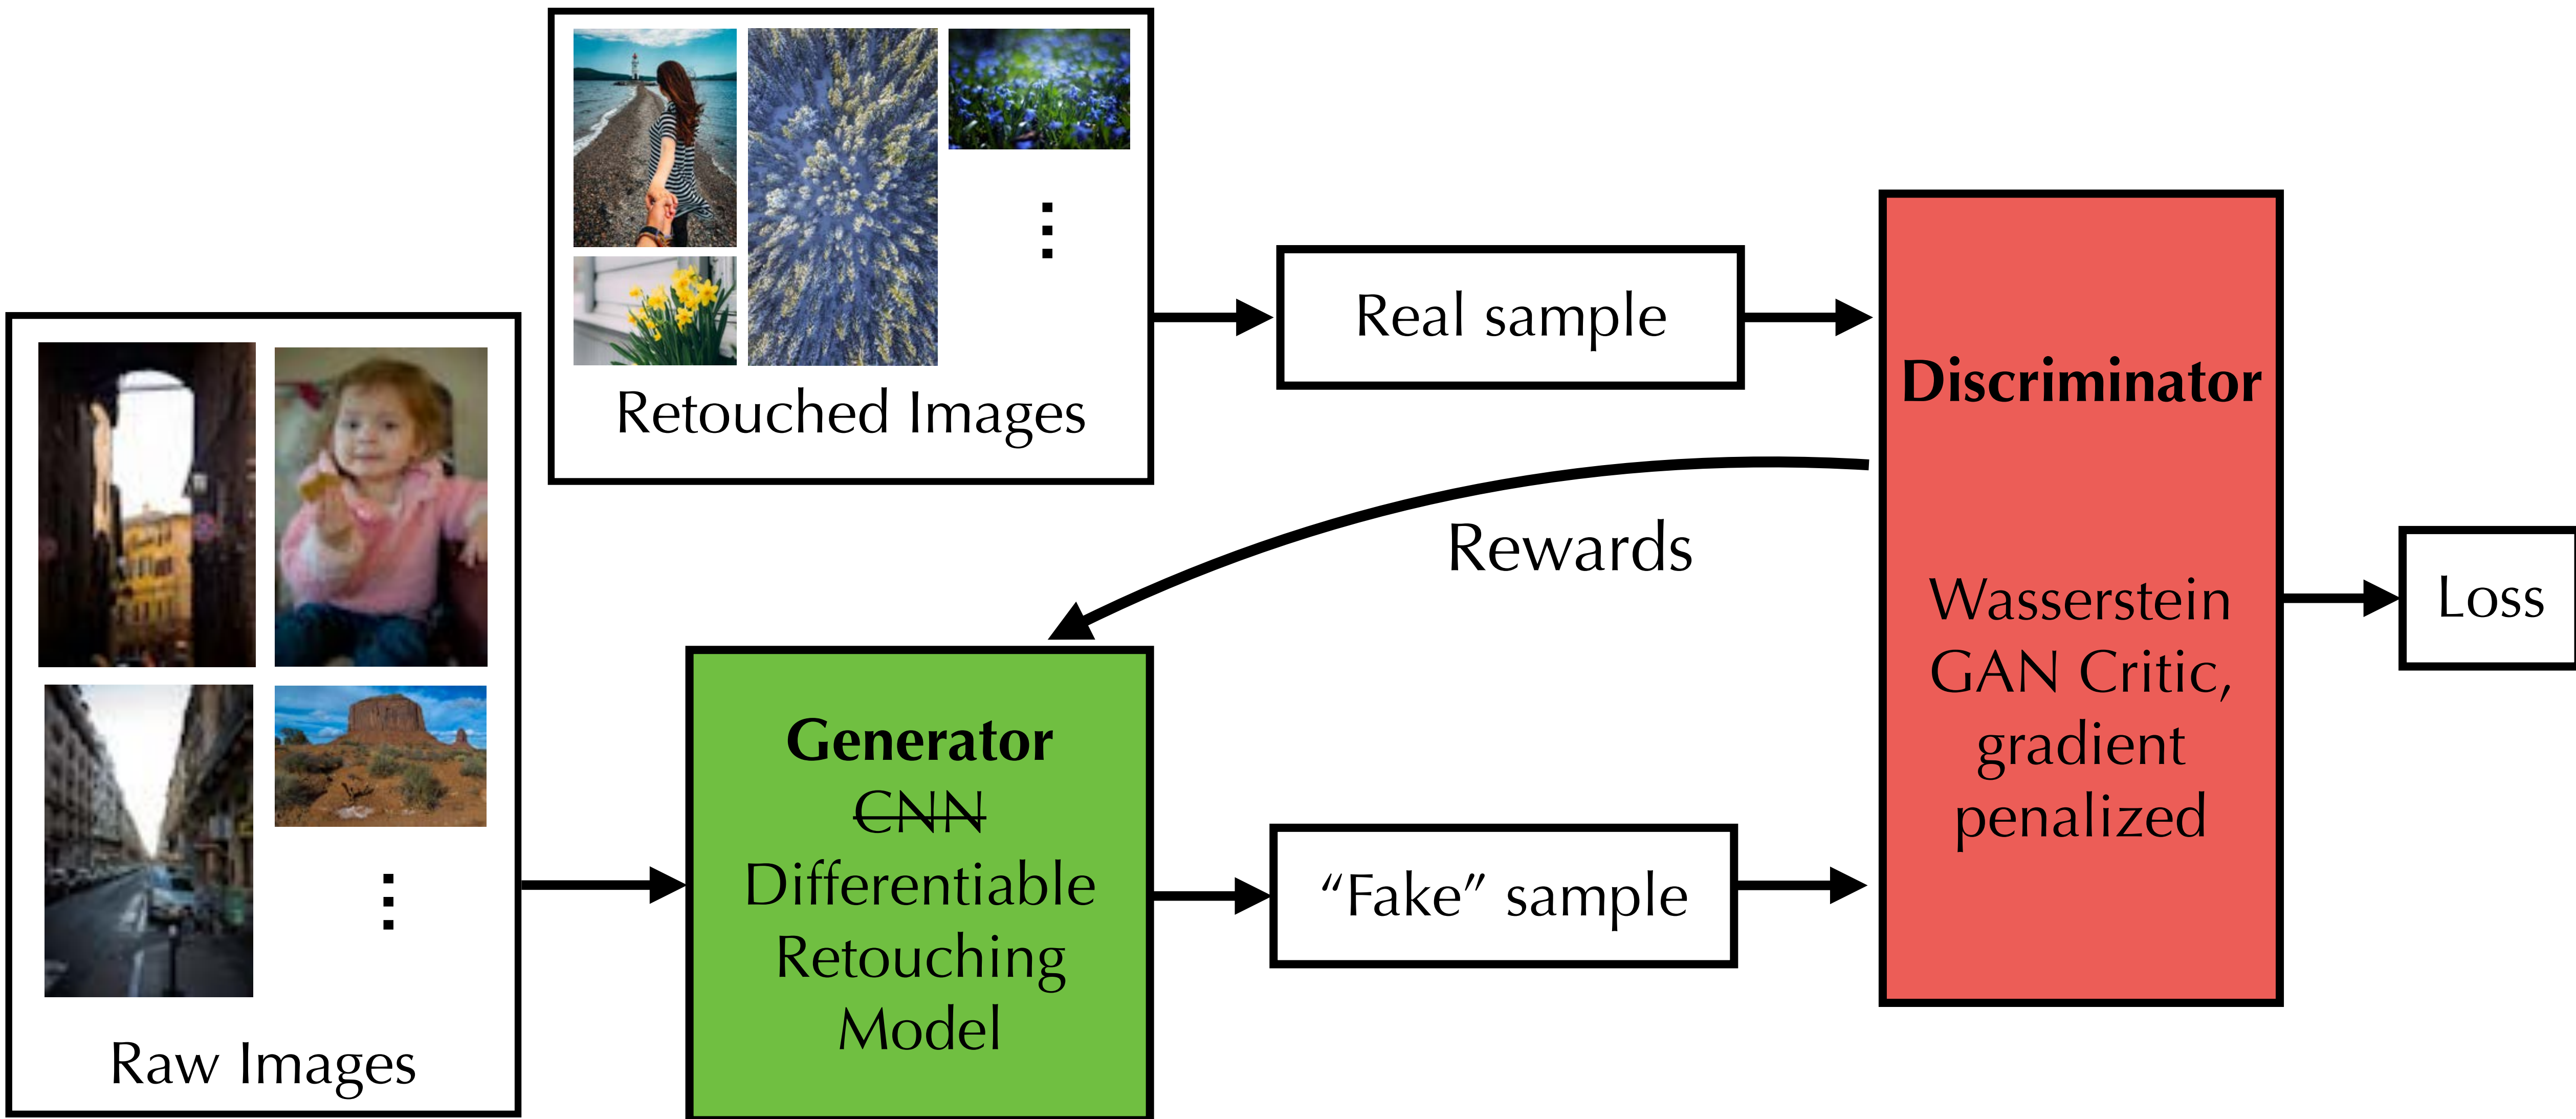 Retouched Images
Real sample
Discriminator
Wasserstein
GAN Critic,
gradient
penalized
Rewards
Loss
Generator
CNN
Differentiable
Retouching
Model
“Fake” sample
Raw Images